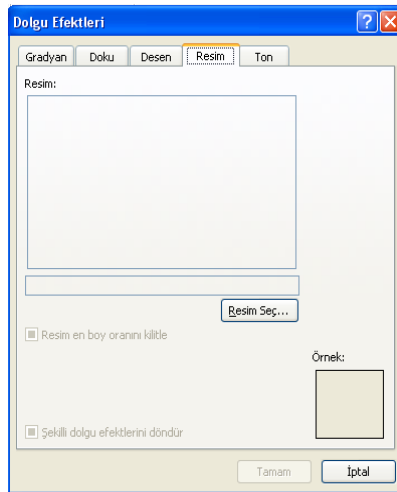 Dolgu Efektleri
Gradyan Doku Desen Resim Ton
Resim:
Resim Seç...
Resim en boy oranını kilitle
Örnek:
Şekilli dolgu efektlerini döndür
Tamam İptal